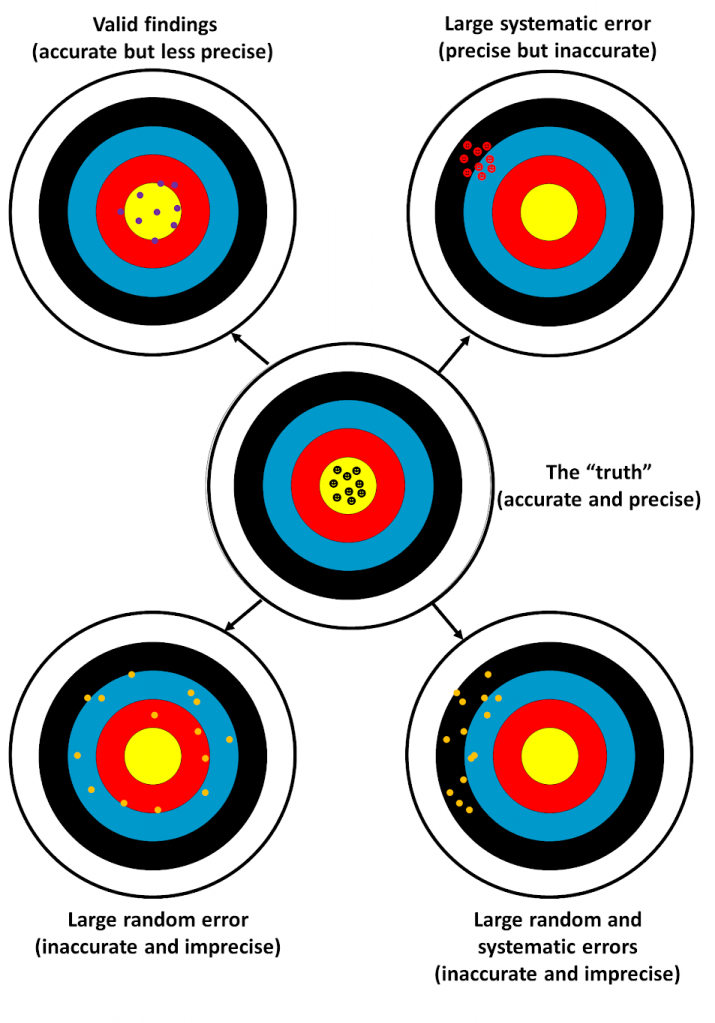 Valid findings
(accurate but less precise)
Large systematic error
(precise but inaccurate)
The “truth”
(accurate and precise)
Large random error
(inaccurate and imprecise)
Large random and
systematic errors
(inaccurate and imprecise)